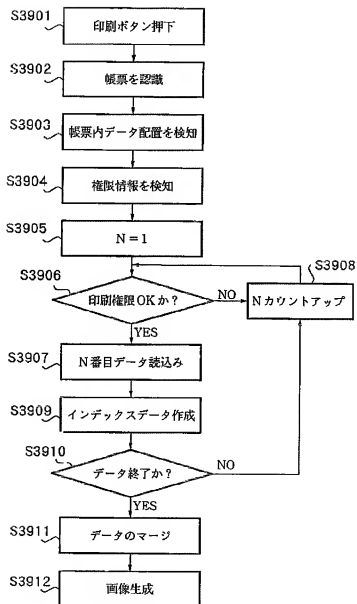 S3901
印刷ボタン押下
S3902
帳票を認識
S3903
帳票内データ配置を検知
S3904
権限情報を検知
S3905
N=1
S3906
印刷権限OKか?
NO
S3908
Nカウントアップ
YES
S3907
N番目データ読込み
S3909
インデックスデータ作成
S3910
データ終了か?
NO
YES
S3911
データのマージ
S3912
画像生成